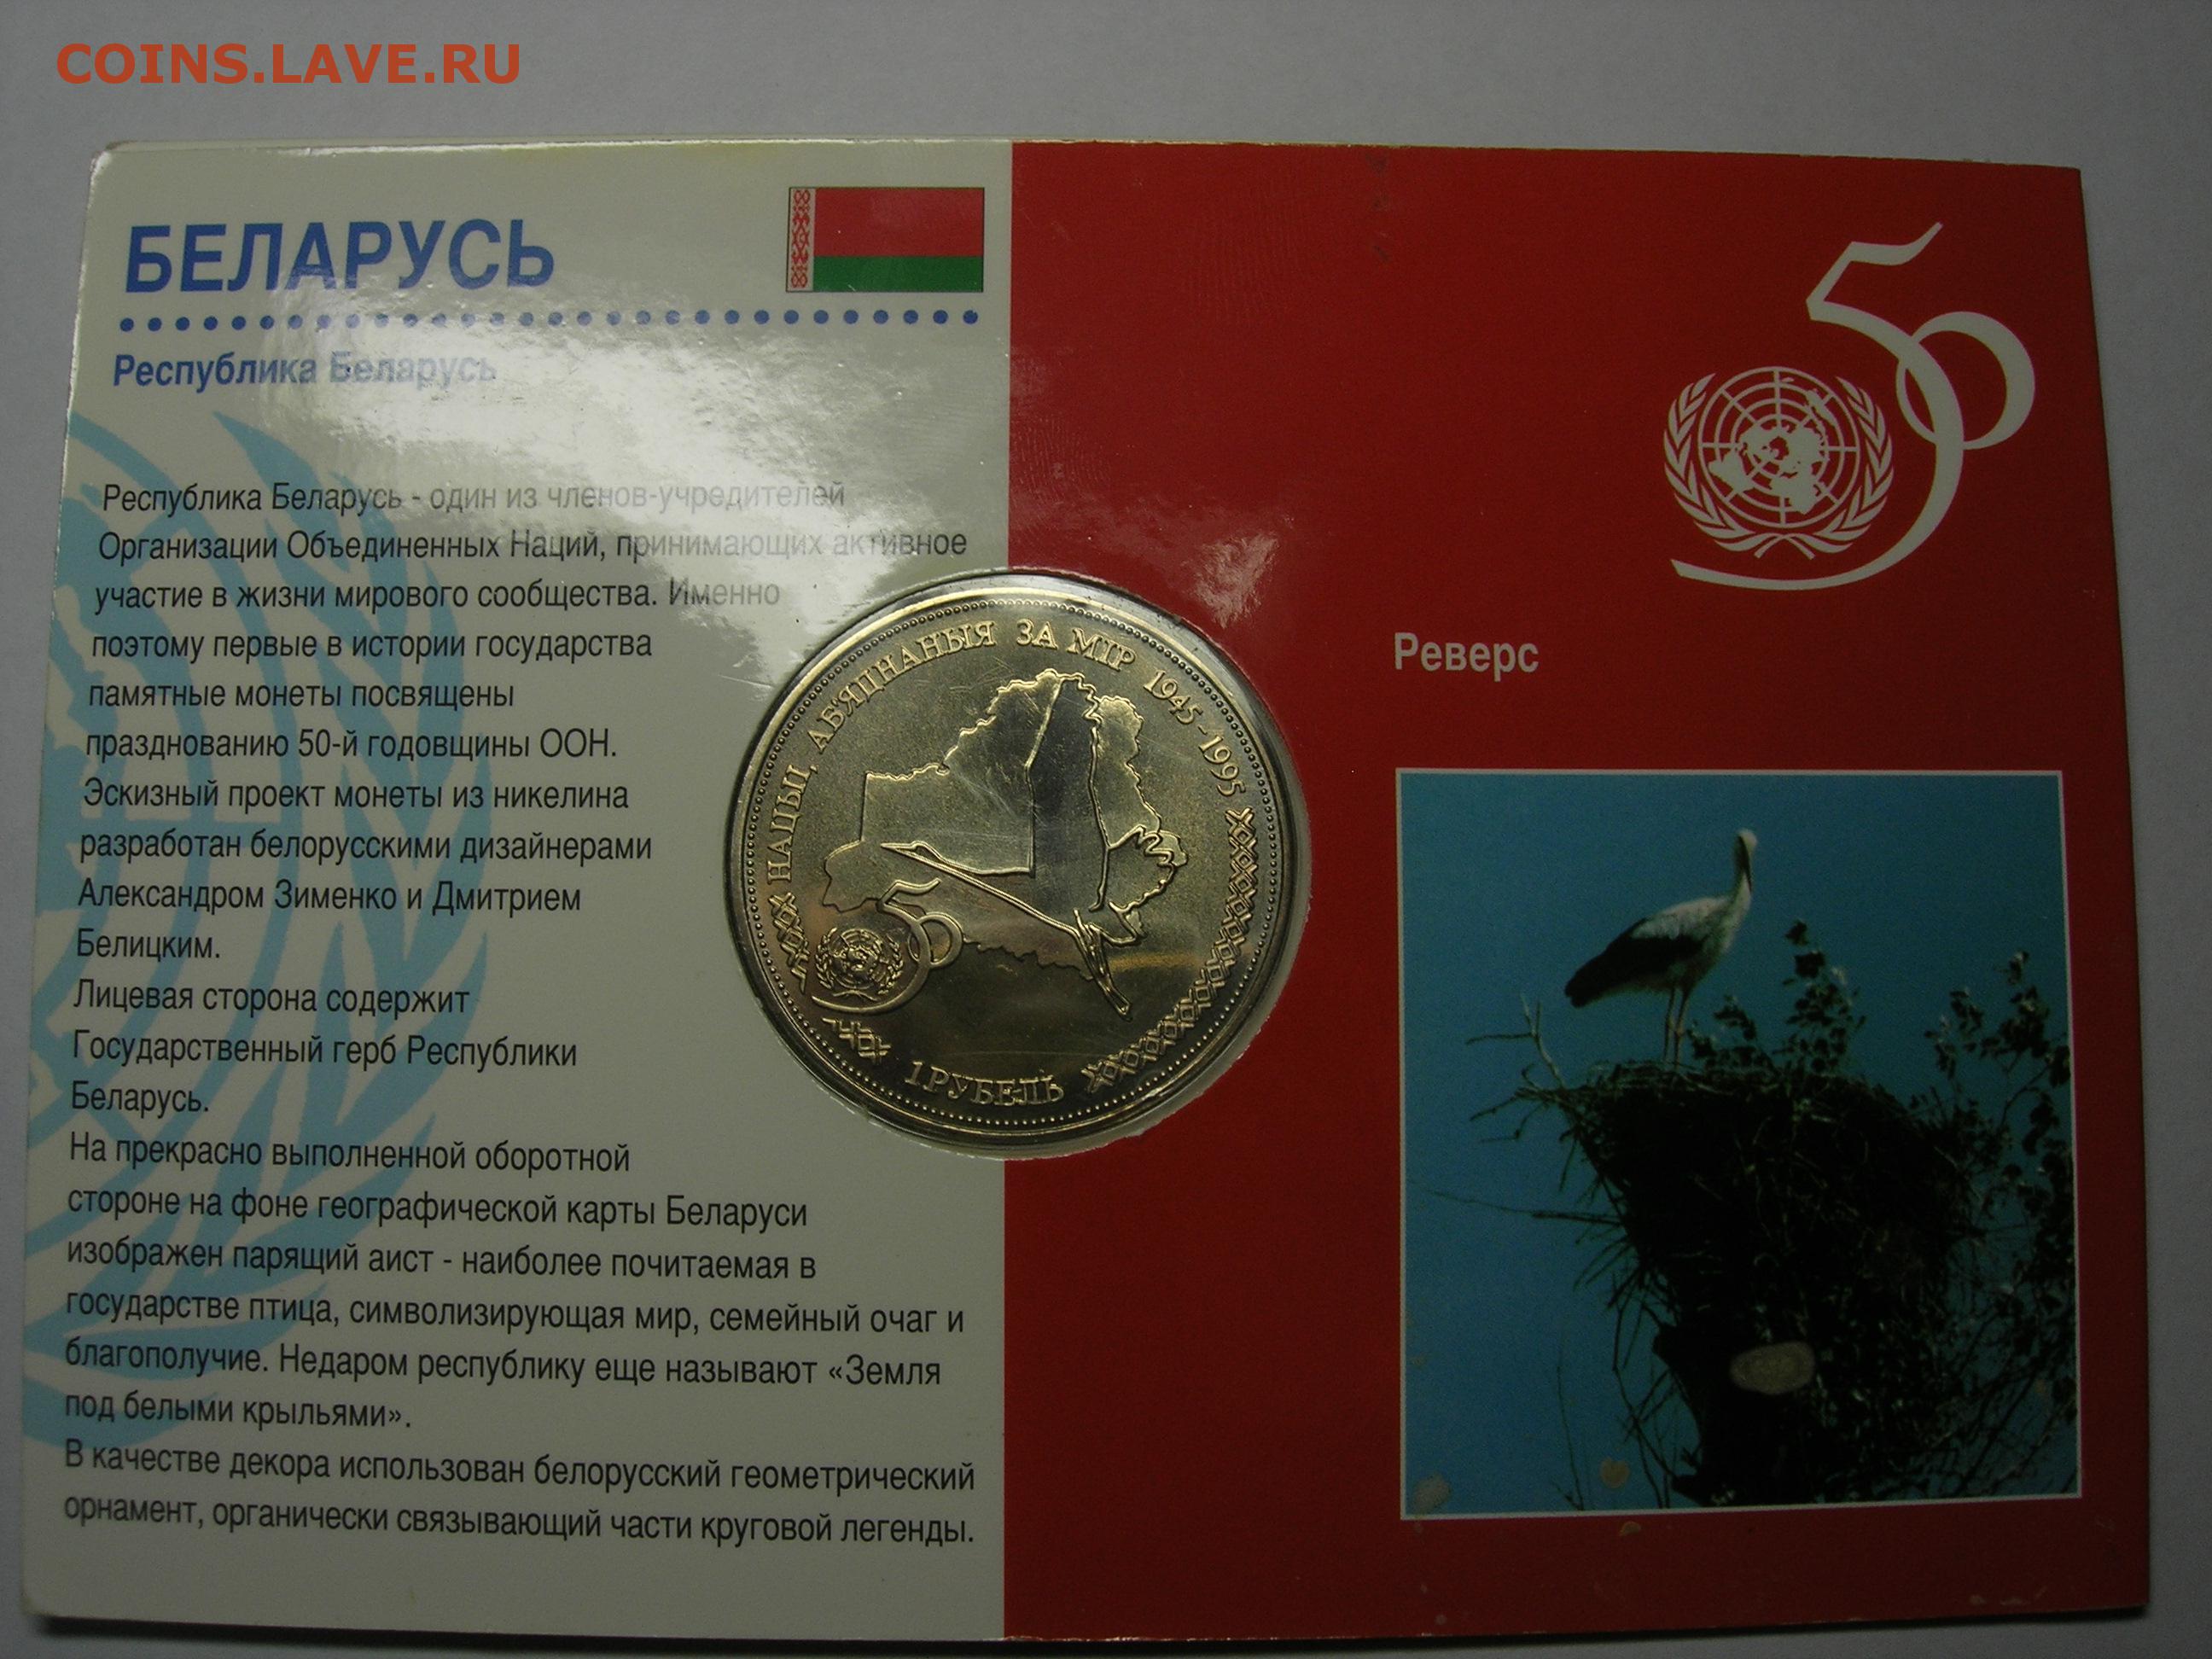 COINS.LAVE.RU
БЕЛАРУСЬ
Республика Беларусь
Республика Беларусь - один из членов-учредителей
Организации Объединенных Наций, принимающих активное
участие в жизни мирового сообщества. Именно
поэтому первые в истории государства
памятные монеты посвящены
празднованию 50-й годовщины ООН.
Эскизный проект монеты из никелина
разработан белорусскими дизайнерами
Александром Зименко и Дмитрием
Белицким.
Лицевая сторона содержит
Государственный герб Республики
Беларусь.
На прекрасно выполненной оборотной
стороне на фоне географической карты Беларуси
изображен парящий аист - наиболее почитаемая в
государстве птица, символизирующая мир, семейный очаг и
благополучие. Недаром республику еще называют «Земля
под белыми крыльями».
В качестве декора использован белорусский геометрический
орнамент, органически связывающий части круговой легенды.
НАЦЫІ, АБ'ЯДНАНЫЯ ЗА МІР 1945-1995
50
1 РУБЕЛЬ
50
Реверс